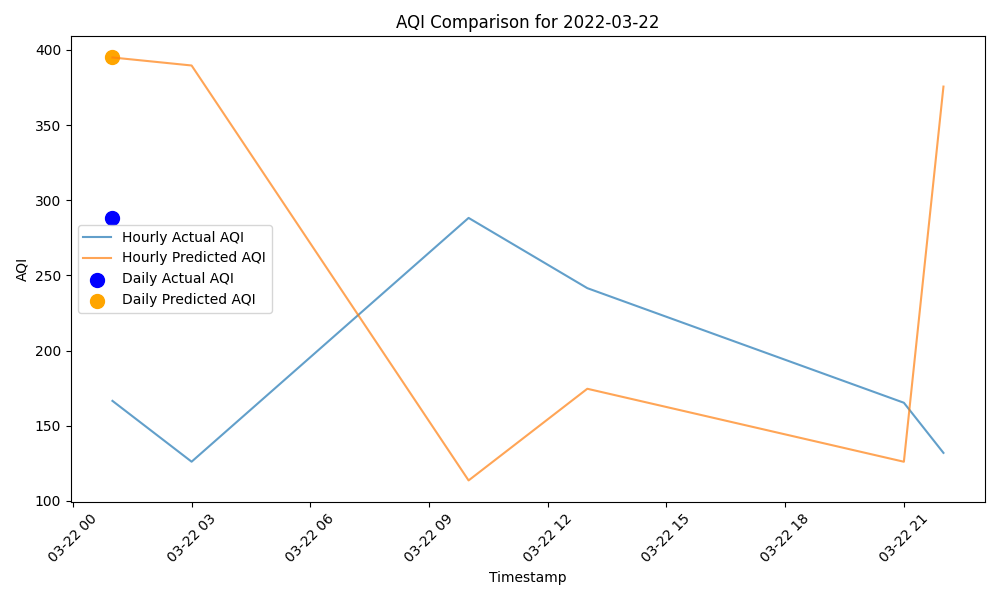 AQI Comparison for 2022-03-22
400
350
300
250
200
150
100
AQI
Hourly Actual AQI
Hourly Predicted AQI
Daily Actual AQI
Daily Predicted AQI
03-22 00
03-22 03
03-22 06
03-22 09
03-22 12
03-22 15
03-22 18
03-22 21
Timestamp